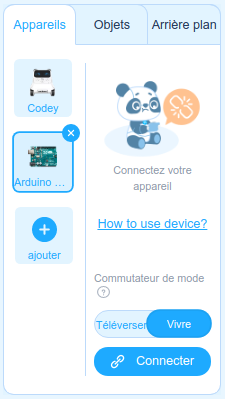 Appareils
Objets
Arrière plan
Codey
Arduino ...
ajouter
Connectez votre
appareil
How to use device?
Commutateur de mode
?
Téléverser
Vivre
Connecter